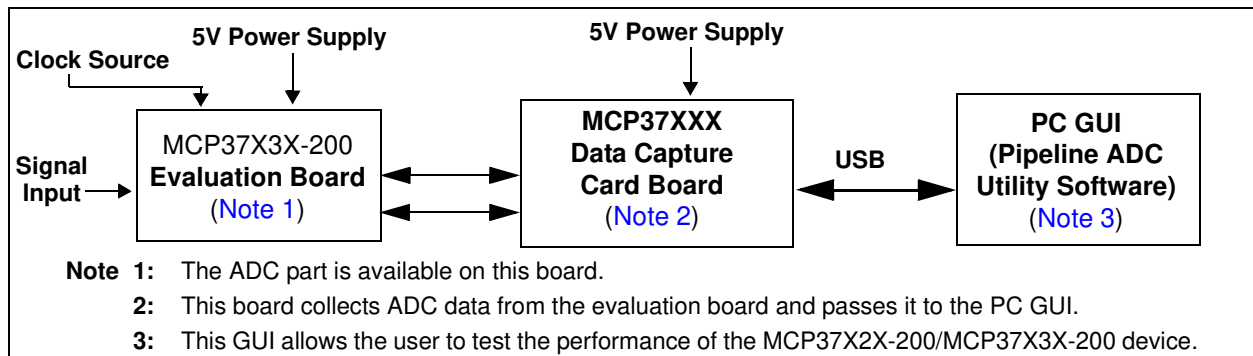 5V Power Supply
5V Power Supply
Clock Source
Signal
Input
MCP37X3X-200
Evaluation Board
(Note 1)
MCP37XXX
Data Capture
Card Board
(Note 2)
USB
PC GUI
(Pipeline ADC
Utility Software)
(Note 3)
Note 1: The ADC part is available on this board.
2: This board collects ADC data from the evaluation board and passes it to the PC GUI.
3: This GUI allows the user to test the performance of the MCP37X2X-200/MCP37X3X-200 device.